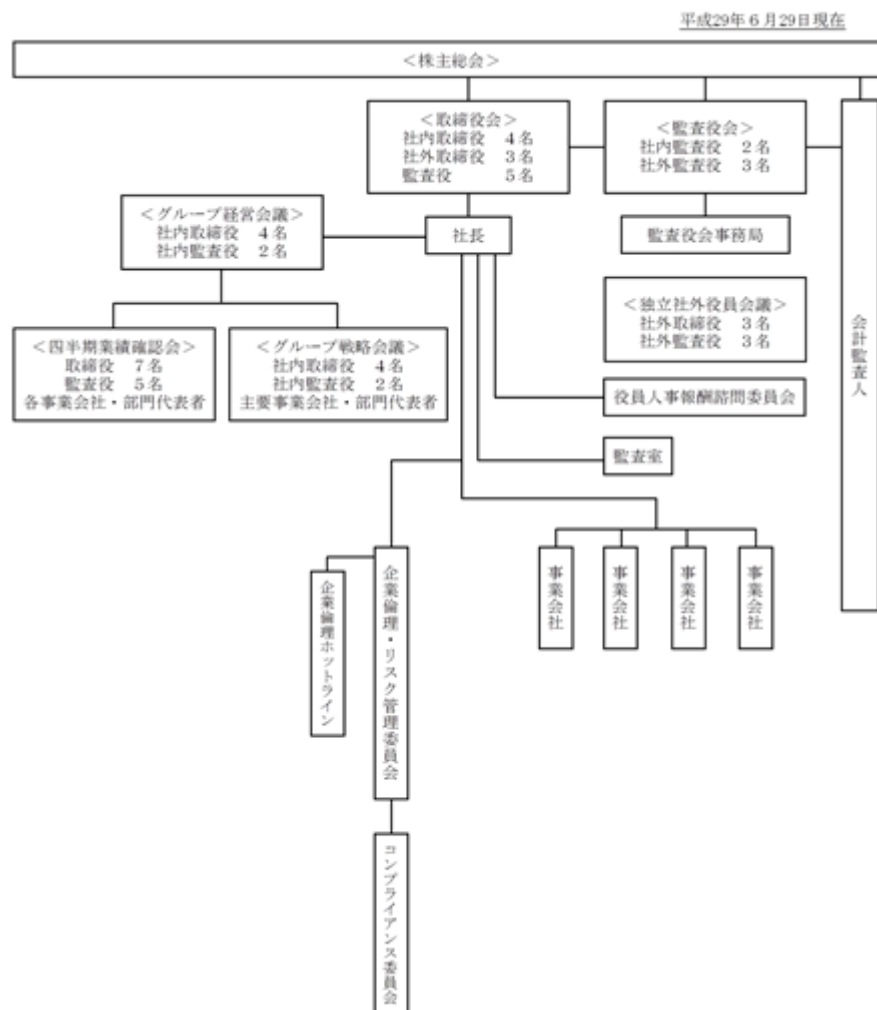 平成29年6月29日現在
<株主総会>
<取締役会>
社内取締役 4名
社外取締役 3名
監査役 5名
<監査役会>
社内監査役 2名
社外監査役 3名
<グループ経営会議>
社内取締役 4名
社内監査役 2名
社長
監査役会事務局
<独立社外役員会議>
社外取締役 3名
社外監査役 3名
会計監査人
<四半期業績確認会>
取締役 7名
監査役 5名
各事業会社・部門代表者
<グループ戦略会議>
社内取締役 4名
社内監査役 2名
主要事業会社・部門代表者
役員人事報酬諮問委員会
監査室
事業会社
事業会社
事業会社
事業会社
企業倫理ホットライン
企業倫理・リスク管理委員会
コンプライアンス委員会